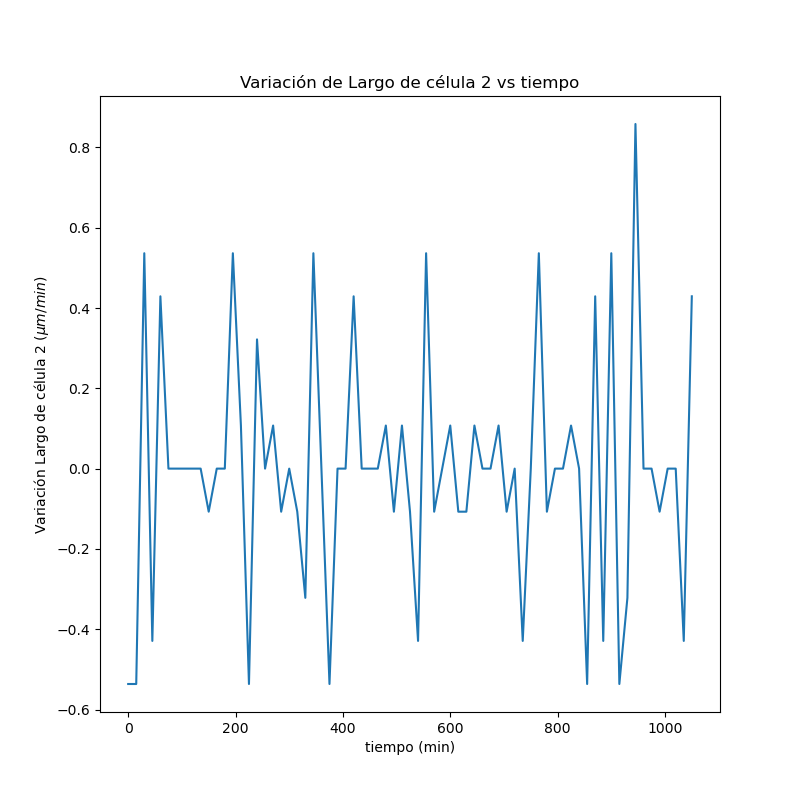 Variación de Largo de célula 2 vs tiempo
Variación Largo de célula 2 (μm/min)
0.8
0.6
0.4
0.2
0.0
−0.2
−0.4
−0.6
0 200 400 600 800 1000
tiempo (min)